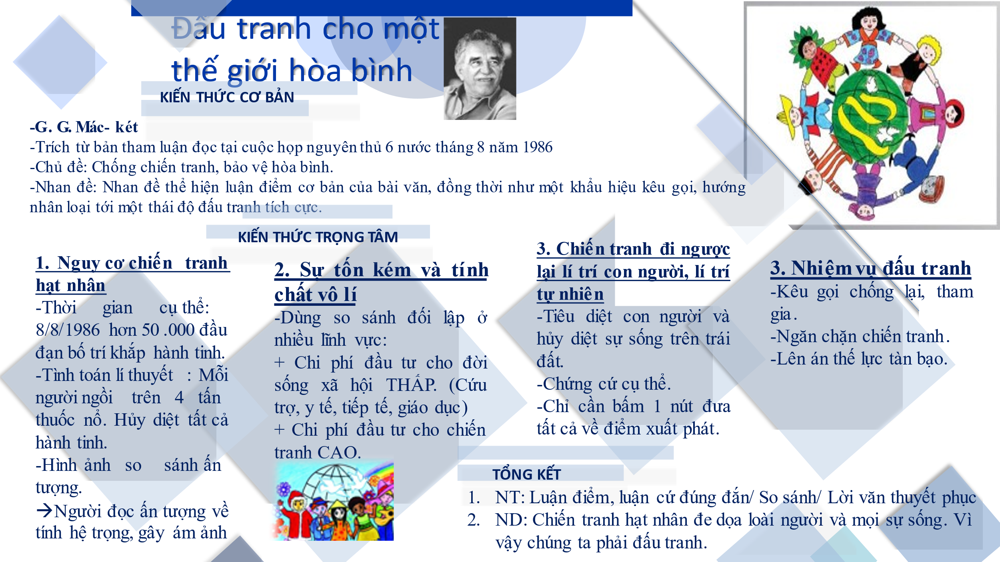 Đấu tranh cho một
thế giới hòa bình
KIẾN THỨC CƠ BẢN
-G. G. Mác- két
-Trích từ bản tham luận đọc tại cuộc họp nguyên thủ 6 nước tháng 8 năm 1986
-Chủ đề: Chống chiến tranh, bảo vệ hòa bình.
-Nhan đề: Nhan đề thể hiện luận điểm cơ bản của bài văn, đồng thời như một khẩu hiệu kêu gọi, hướng
nhân loại tới một thái độ đấu tranh tích cực.
KIẾN THỨC TRỌNG TÂM
1. Nguy cơ chiến tranh
hạt nhân
-Thời gian cụ thể:
8/8/1986 hơn 50 .000 đầu
đạn bố trí khắp hành tinh.
-Tình toán lí thuyết : Mỗi
người ngồi trên 4 tấn
thuốc nổ. Hủy diệt tất cả
hành tinh.
-Hình ảnh so sánh ấn
tượng.
→Người đọc ấn tượng về
tính hệ trọng, gây ám ảnh
2. Sự tốn kém và tính
chất vô lí
-Dùng so sánh đối lập ở
nhiều lĩnh vực:
+ Chi phí đầu tư cho đời
sống xã hội THẤP. (Cứu
trợ, y tế, tiếp tế, giáo dục)
+ Chi phí đầu tư cho chiến
tranh CAO.
3. Chiến tranh đi ngược
lại lí trí con người, lí trí
tự nhiên
-Tiêu diệt con người và
hủy diệt sự sống trên trái
đất.
-Chứng cứ cụ thể.
-Chỉ cần bấm 1 nút đưa
tất cả về điểm xuất phát.
3. Nhiệm vụ đấu tranh
-Kêu gọi chống lại, tham
gia.
-Ngăn chặn chiến tranh.
-Lên án thế lực tàn bạo.
TỔNG KẾT
1. NT: Luận điểm, luận cứ đúng đắn/ So sánh/ Lời văn thuyết phục
2. ND: Chiến tranh hạt nhân đe dọa loài người và mọi sự sống. Vì
vậy chúng ta phải đấu tranh.